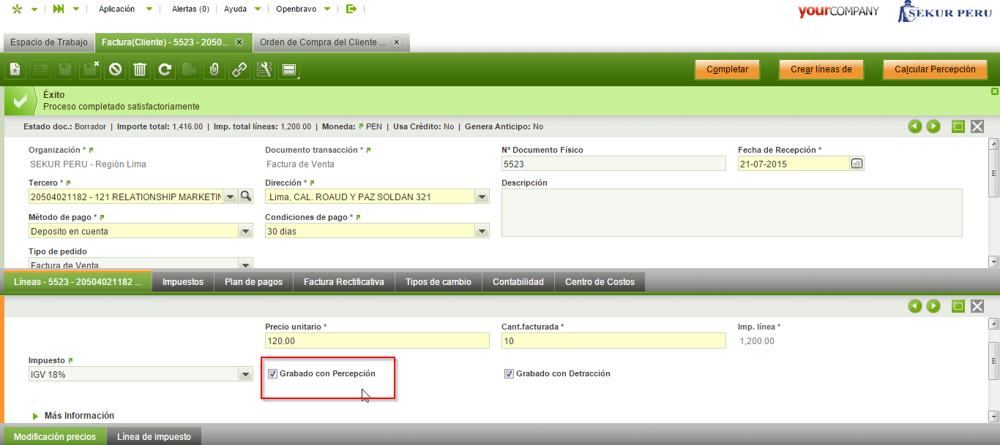 Aplicación Alertas (0) Ayuda Openbravo yourCOMPANY SEKUR PERU
Espacio de Trabajo Factura(Cliente) - 5523 - 2050... Orden de Compra del Cliente ...
Completar Crear líneas de Calcular Percepción
Éxito
Proceso completado satisfactoriamente
Estado doc.: Borrador | Importe total: 1,416.00 | Imp. total líneas: 1,200.00 | Moneda: PEN | Usa Crédito: No | Genera Anticipo: No
Organización * Documento transacción * Nº Documento Físico Fecha de Recepción *
SEKUR PERU - Región Lima Factura de Venta 5523 21-07-2015
Tercero * Dirección * Descripción
20504021182 - 121 RELATIONSHIP MARKETIN .Lima, CAL. ROAUD Y PAZ SOLDAN 321
Método de pago * Condiciones de pago *
Deposito en cuenta 30 dias
Tipo de pedido
Factura de Venta
Líneas - 5523 - 20504021182 ... Impuestos Plan de pagos Factura Rectificativa Tipos de cambio Contabilidad Centro de Costos
Precio unitario * Cant.facturada * Imp. línea *
120.00 10 1,200.00
Impuesto
IGV 18% Grabado con Percepción Grabado con Detracción
Más Información
Modificación precios Línea de impuesto